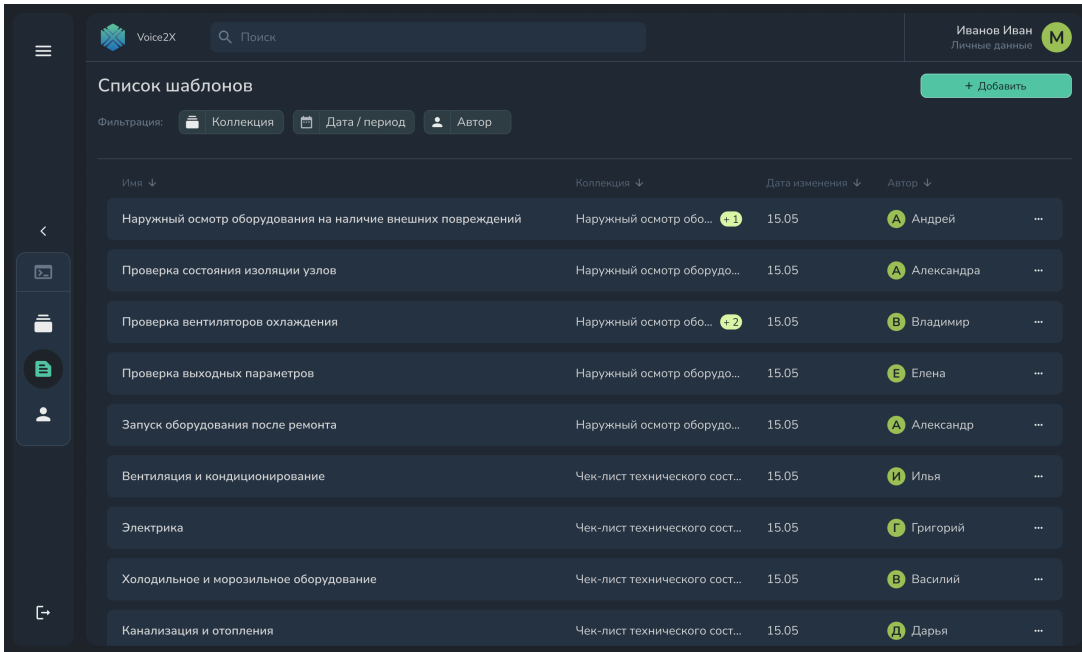 Voice2X
Поиск
Иванов Иван
Личные данные
М
Список шаблонов
+ Добавить
Фильтрация:
Коллекция
Дата / период
Автор
Имя ↓ Коллекция ↓ Дата изменения ↓ Автор ↓
Наружный осмотр оборудования на наличие внешних повреждений Наружный осмотр обо... +1 15.05 А Андрей ...
Проверка состояния изоляции узлов Наружный осмотр оборудо... 15.05 А Александра ...
Проверка вентиляторов охлаждения Наружный осмотр обо... +2 15.05 В Владимир ...
Проверка выходных параметров Наружный осмотр оборудо... 15.05 Е Елена ...
Запуск оборудования после ремонта Наружный осмотр оборудо... 15.05 А Александр ...
Вентиляция и кондиционирование Чек-лист технического сост... 15.05 И Илья ...
Электрика Чек-лист технического сост... 15.05 Г Григорий ...
Холодильное и морозильное оборудование Чек-лист технического сост... 15.05 В Василий ...
Канализация и отопления Чек-лист технического сост... 15.05 Д Дарья ...